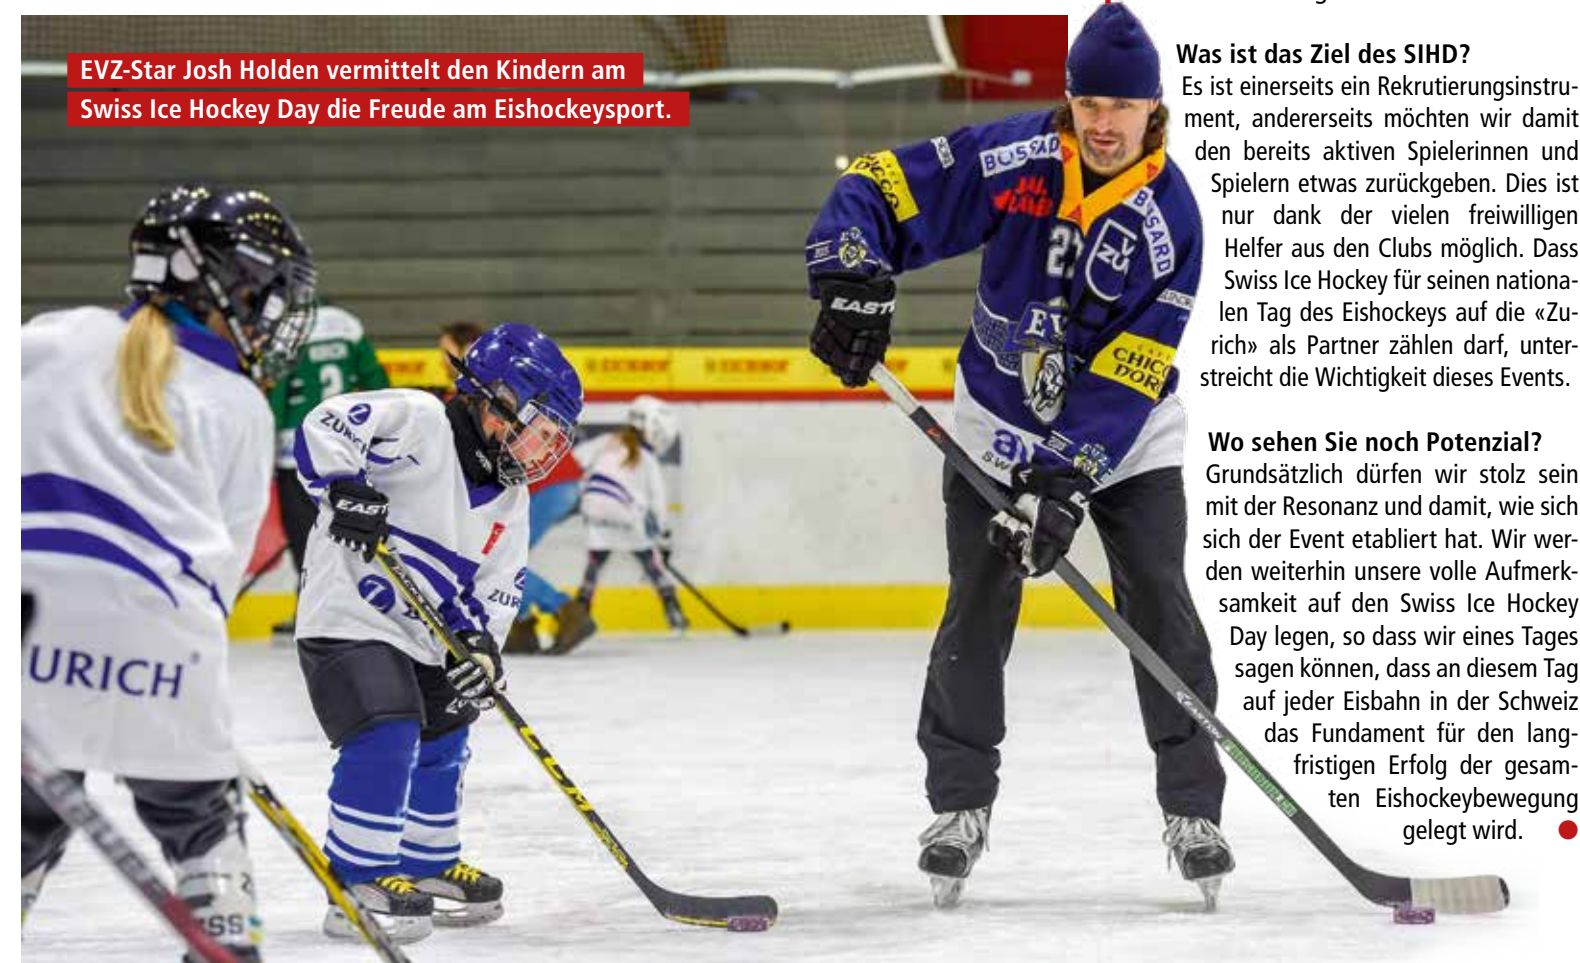 EVZ-Star Josh Holden vermittelt den Kindern am
Swiss Ice Hockey Day die Freude am Eishockeysport.
Was ist das Ziel des SIHD?
Es ist einerseits ein Rekrutierungsinstru-
ment, andererseits möchten wir damit
den bereits aktiven Spielerinnen und
Spielern etwas zurückgeben. Dies ist
nur dank der vielen freiwilligen
Helfer aus den Clubs möglich. Dass
Swiss Ice Hockey für seinen nationa-
len Tag des Eishockeys auf die «Zu-
rich» als Partner zählen darf, unter-
streicht die Wichtigkeit dieses Events.
Wo sehen Sie noch Potenzial?
Grundsätzlich dürfen wir stolz sein
mit der Resonanz und damit, wie sich
sich der Event etabliert hat. Wir wer-
den weiterhin unsere volle Aufmerk-
samkeit auf den Swiss Ice Hockey
Day legen, so dass wir eines Tages
sagen können, dass an diesem Tag
auf jeder Eisbahn in der Schweiz
das Fundament für den lang-
fristigen Erfolg der gesam-
ten Eishockeybewegung
gelegt wird.
BOSSARD
BOSSARD
CHICCO
D'OR
EAST
EAST
ZUR
URICH®
CCM